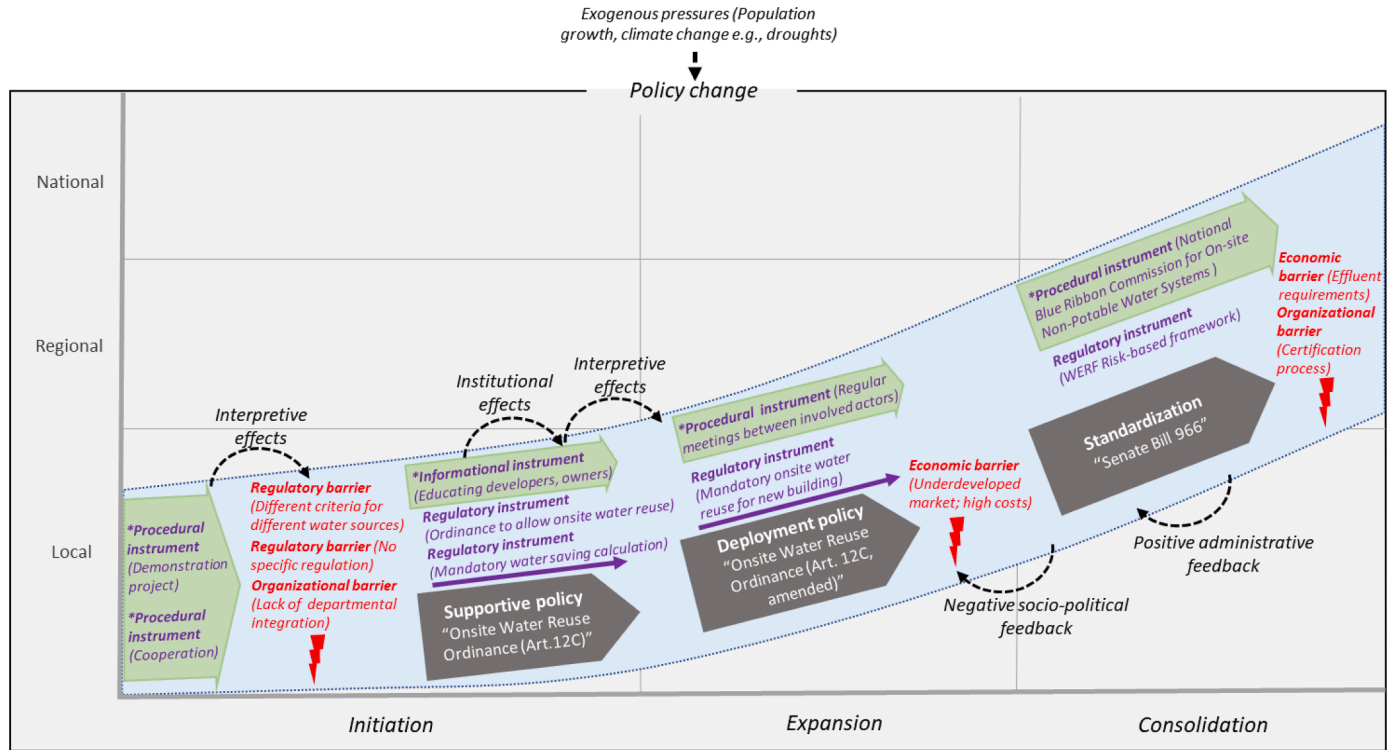 Exogenous pressures (Population
growth, climate change e.g., droughts)
Policy change
National
Regional
Local
Interpretive
effects
Institutional
effects
Interpretive
effects
*Procedural
instrument
(Demonstration
project)
*Procedural
instrument
(Cooperation)
Regulatory barrier
(Different criteria for
different water sources)
Regulatory barrier (No
specific regulation)
Organizational barrier
(Lack of departmental
integration)
*Informational instrument
(Educating developers, owners)
Regulatory instrument
(Ordinance to allow onsite water reuse)
Regulatory instrument
(Mandatory water saving calculation)
Supportive policy
“Onsite Water Reuse
Ordinance (Art.12C)”
*Procedural instrument (Regular
meetings between involved actors)
Regulatory instrument
(Mandatory onsite water
reuse for new building)
Deployment policy
“Onsite Water Reuse
Ordinance (Art. 12C,
amended)”
Economic barrier
(Underdeveloped
market; high costs)
Negative socio-political
feedback
*Procedural instrument (National
Blue Ribbon Commission for On-site
Non-Potable Water Systems )
Regulatory instrument
(WERF Risk-based framework)
Standardization
“Senate Bill 966”
Economic
barrier (Effluent
requirements)
Organizational
barrier
(Certification
process)
Positive administrative
feedback
Initiation
Expansion
Consolidation